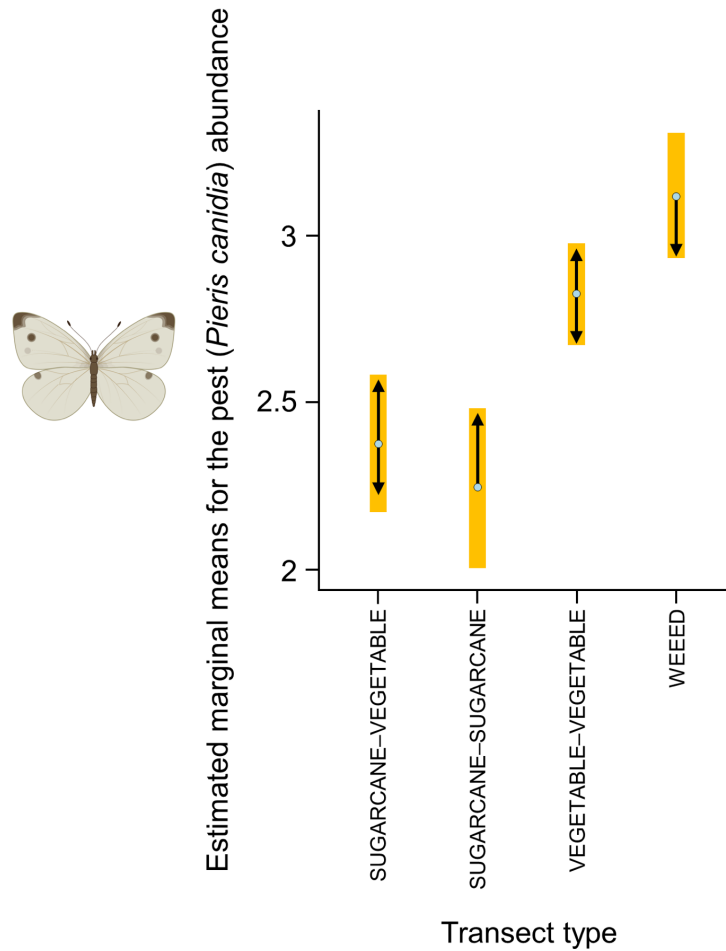 Estimated marginal means for the pest (Pieris canidia) abundance
3
2.5
2
SUGARCANE–VEGETABLE
SUGARCANE–SUGARCANE
VEGETABLE–VEGETABLE
WEEED
Transect type